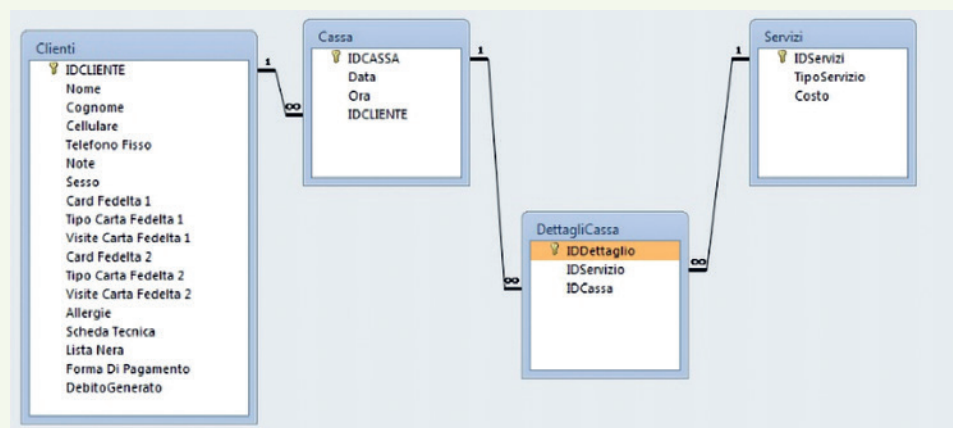 Clienti
IDCLIENTE
Nome
Cognome
Cellulare
Telefono Fisso
Note
Sesso
Card Fedelta 1
Tipo Carta Fedelta 1
Visite Carta Fedelta 1
Card Fedelta 2
Tipo Carta Fedelta 2
Visite Carta Fedelta 2
Allergie
Scheda Tecnica
Lista Nera
Forma Di Pagamento
DebitoGenerato
1
∞
Cassa
IDCASSA
Data
Ora
IDCLIENTE
1
∞
DettagliCassa
IDDettaglio
IDServizio
IDCassa
∞
1
Servizi
IDServizi
TipoServizio
Costo